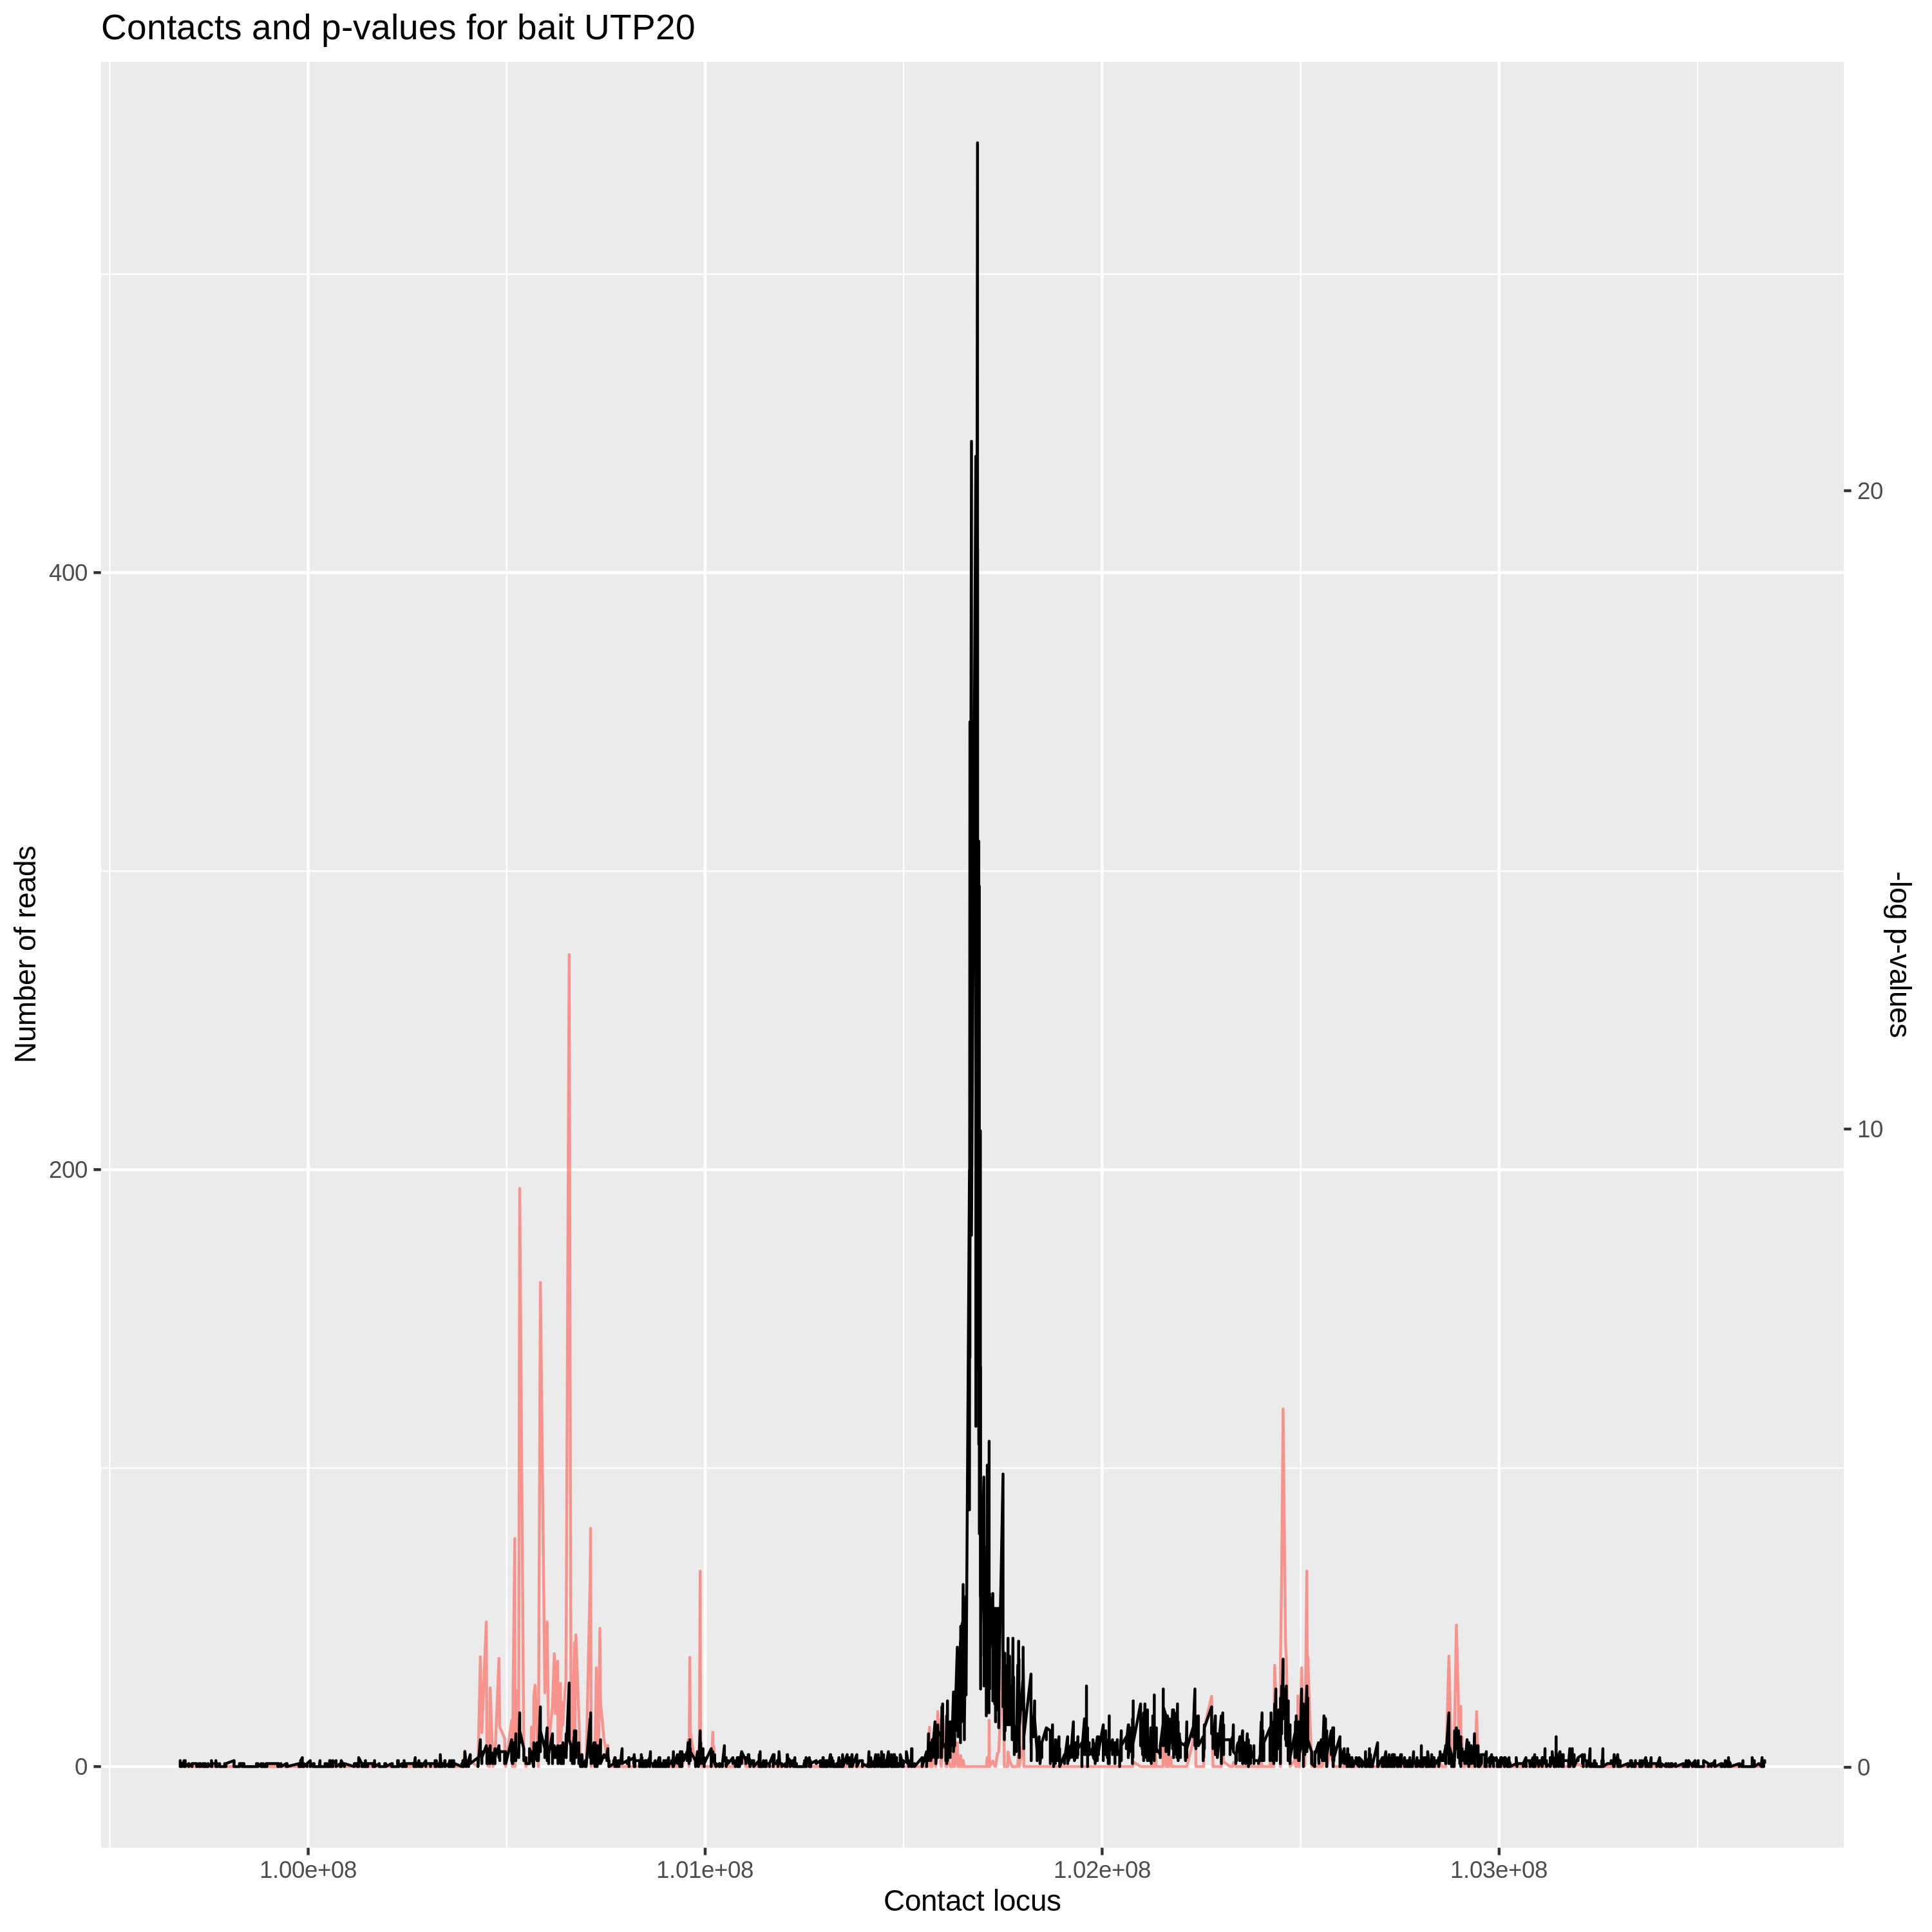 Contacts and p-values for bait UTP20
400
200
0
Number of reads
20
10
0
-log p-values
1.00e+08 1.01e+08 1.02e+08 1.03e+08
Contact locus